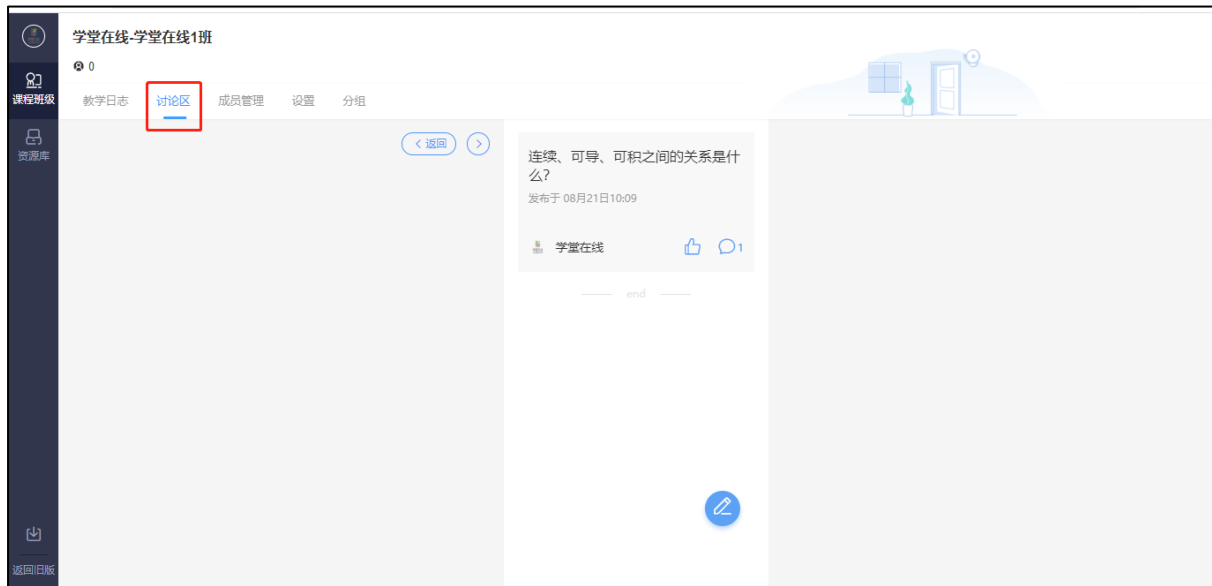 学堂在线-学堂在线1班
0
课程班级
教学日志 讨论区 成员管理 设置 分组
资源库
< 返回 >
连续、可导、可积之间的关系是什
么?
发布于 08月21日10:09
学堂在线 1
end
返回旧版